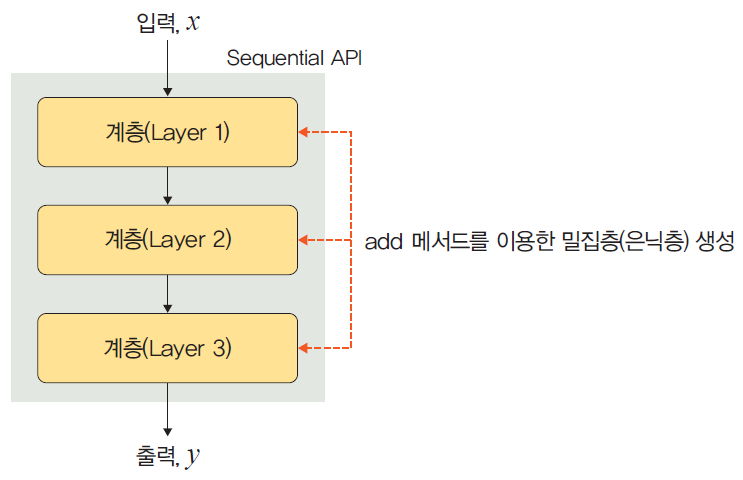 입력, x
Sequential API
계층(Layer 1)
계층(Layer 2)
add 메서드를 이용한 밀집층(은닉층) 생성
계층(Layer 3)
출력, y